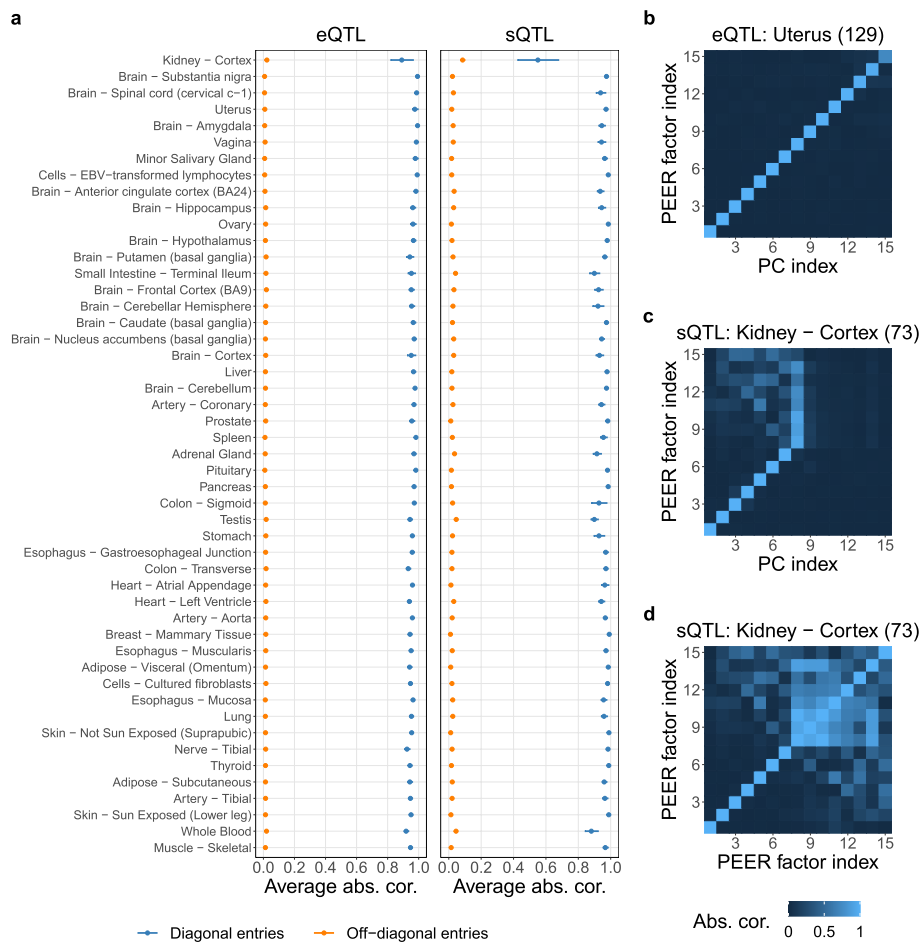 a
eQTL
sQTL
Kidney − Cortex
Brain − Substantia nigra
Brain − Spinal cord (cervical c−1)
Uterus
Brain − Amygdala
Vagina
Minor Salivary Gland
Cells − EBV−transformed lymphocytes
Brain − Anterior cingulate cortex (BA24)
Brain − Hippocampus
Ovary
Brain − Hypothalamus
Brain − Putamen (basal ganglia)
Small Intestine − Terminal Ileum
Brain − Frontal Cortex (BA9)
Brain − Cerebellar Hemisphere
Brain − Caudate (basal ganglia)
Brain − Nucleus accumbens (basal ganglia)
Brain − Cortex
Liver
Brain − Cerebellum
Artery − Coronary
Prostate
Spleen
Adrenal Gland
Pituitary
Pancreas
Colon − Sigmoid
Testis
Stomach
Esophagus − Gastroesophageal Junction
Colon − Transverse
Heart − Atrial Appendage
Heart − Left Ventricle
Artery − Aorta
Breast − Mammary Tissue
Esophagus − Muscularis
Adipose − Visceral (Omentum)
Cells − Cultured fibroblasts
Esophagus − Mucosa
Lung
Skin − Not Sun Exposed (Suprapubic)
Nerve − Tibial
Thyroid
Adipose − Subcutaneous
Artery − Tibial
Skin − Sun Exposed (Lower leg)
Whole Blood
Muscle − Skeletal
0.0 0.2 0.4 0.6 0.8 1.0
0.0 0.2 0.4 0.6 0.8 1.0
Average abs. cor.
Average abs. cor.
Diagonal entries
Off−diagonal entries
b
eQTL: Uterus (129)
PEER factor index
15
12
9
6
3
3 6 9 12 15
PC index
c
sQTL: Kidney − Cortex (73)
PEER factor index
15
12
9
6
3
3 6 9 12 15
PC index
d
sQTL: Kidney − Cortex (73)
PEER factor index
15
12
9
6
3
3 6 9 12 15
PEER factor index
Abs. cor.
0 0.5 1